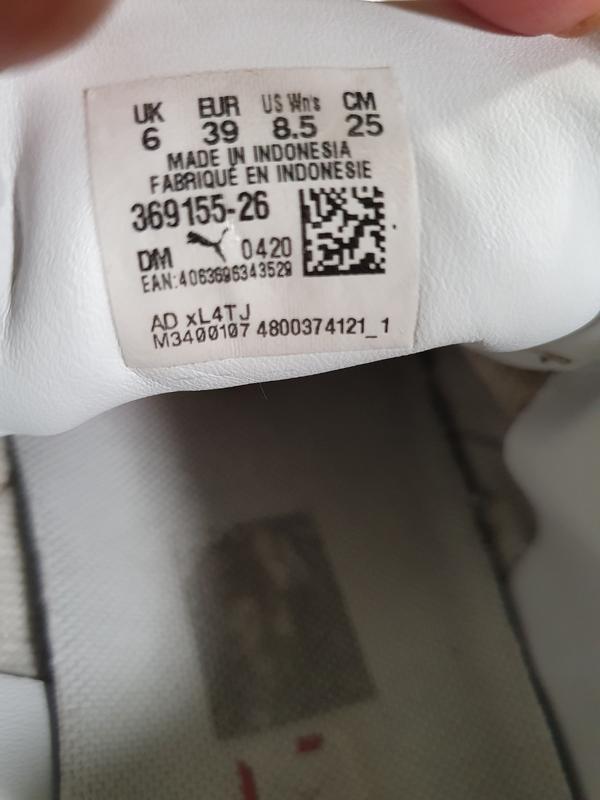 UK EUR US Wn's CM
6 39 8.5 25
MADE IN INDONESIA
FABRIQUÉ EN INDONESIE
369155-26
DM 0420
EAN:4063696343529
AD xL4TJ
M3400107 4800374121_1